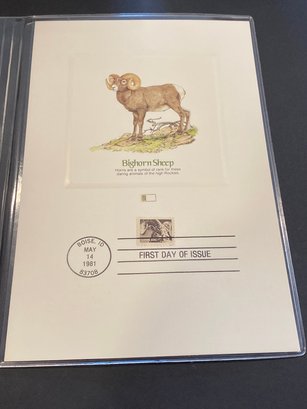 Bighorn Sheep
Horns are a symbol of rank for these
daring animals of the high Rockies.
BOISE, ID
MAY
14
1981
83708
FIRST DAY OF ISSUE